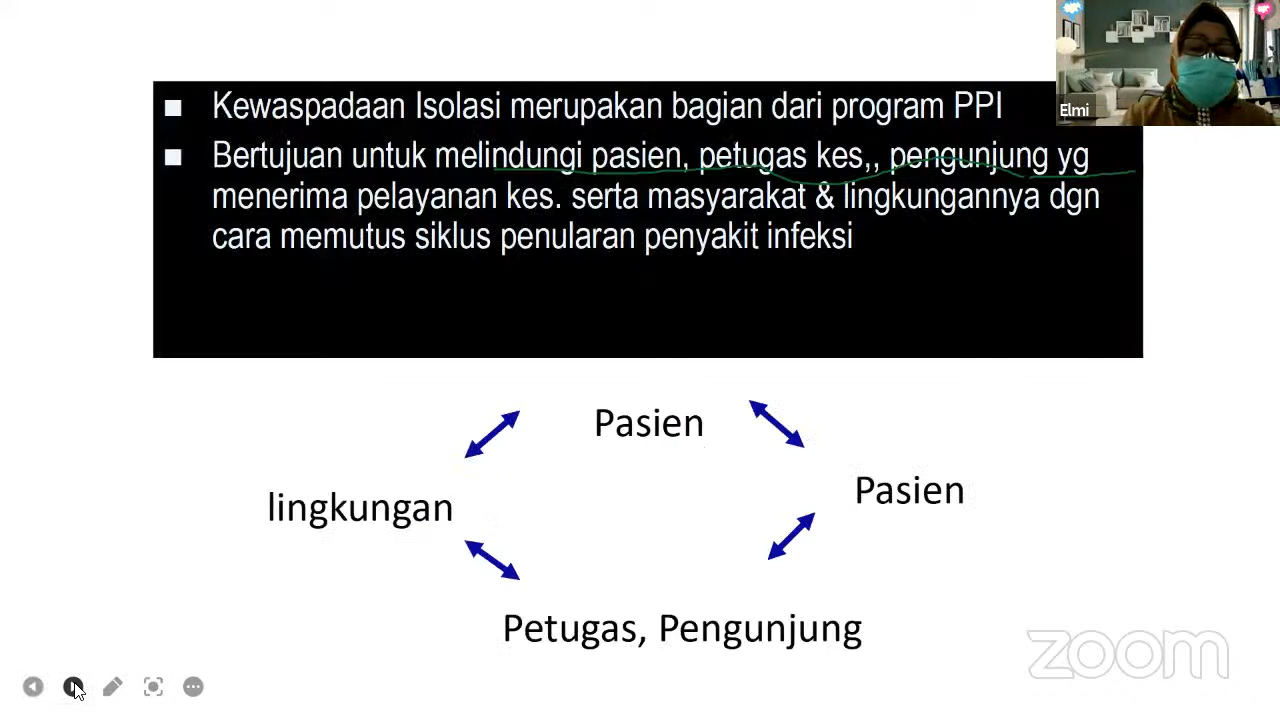 Elmi
Kewaspadaan Isolasi merupakan bagian dari program PPI
Bertujuan untuk melindungi pasien, petugas kes,, pengunjung yg
menerima pelayanan kes. serta masyarakat & lingkungannya dgn
cara memutus siklus penularan penyakit infeksi
Pasien
Pasien
lingkungan
Petugas, Pengunjung
zoom